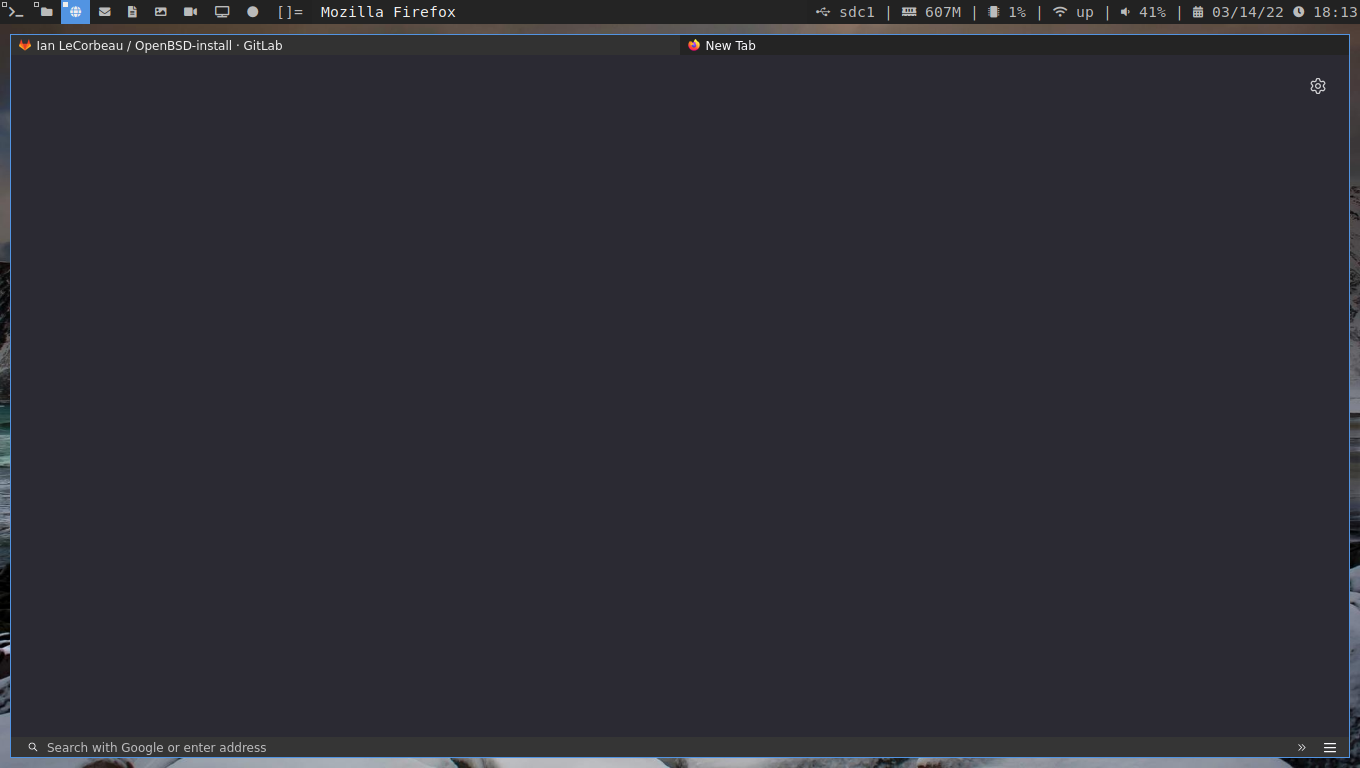 []= Mozilla Firefox sdc1 | 607M | 1% | up | 41% | 03/14/22 18:13
Ian LeCorbeau / OpenBSD-install · GitLab New Tab
Search with Google or enter address